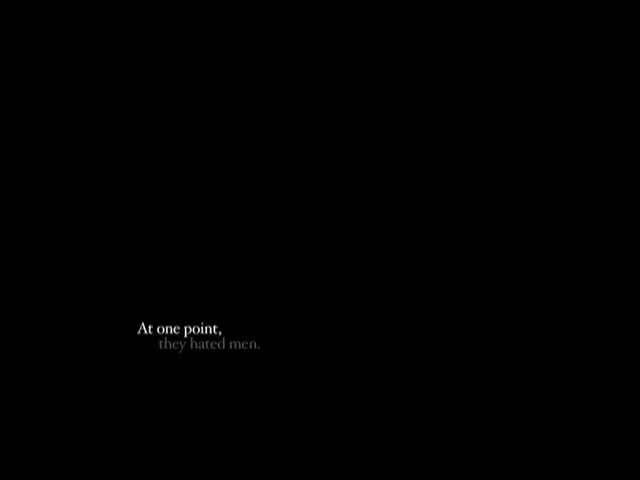 At one point,
they hated men.